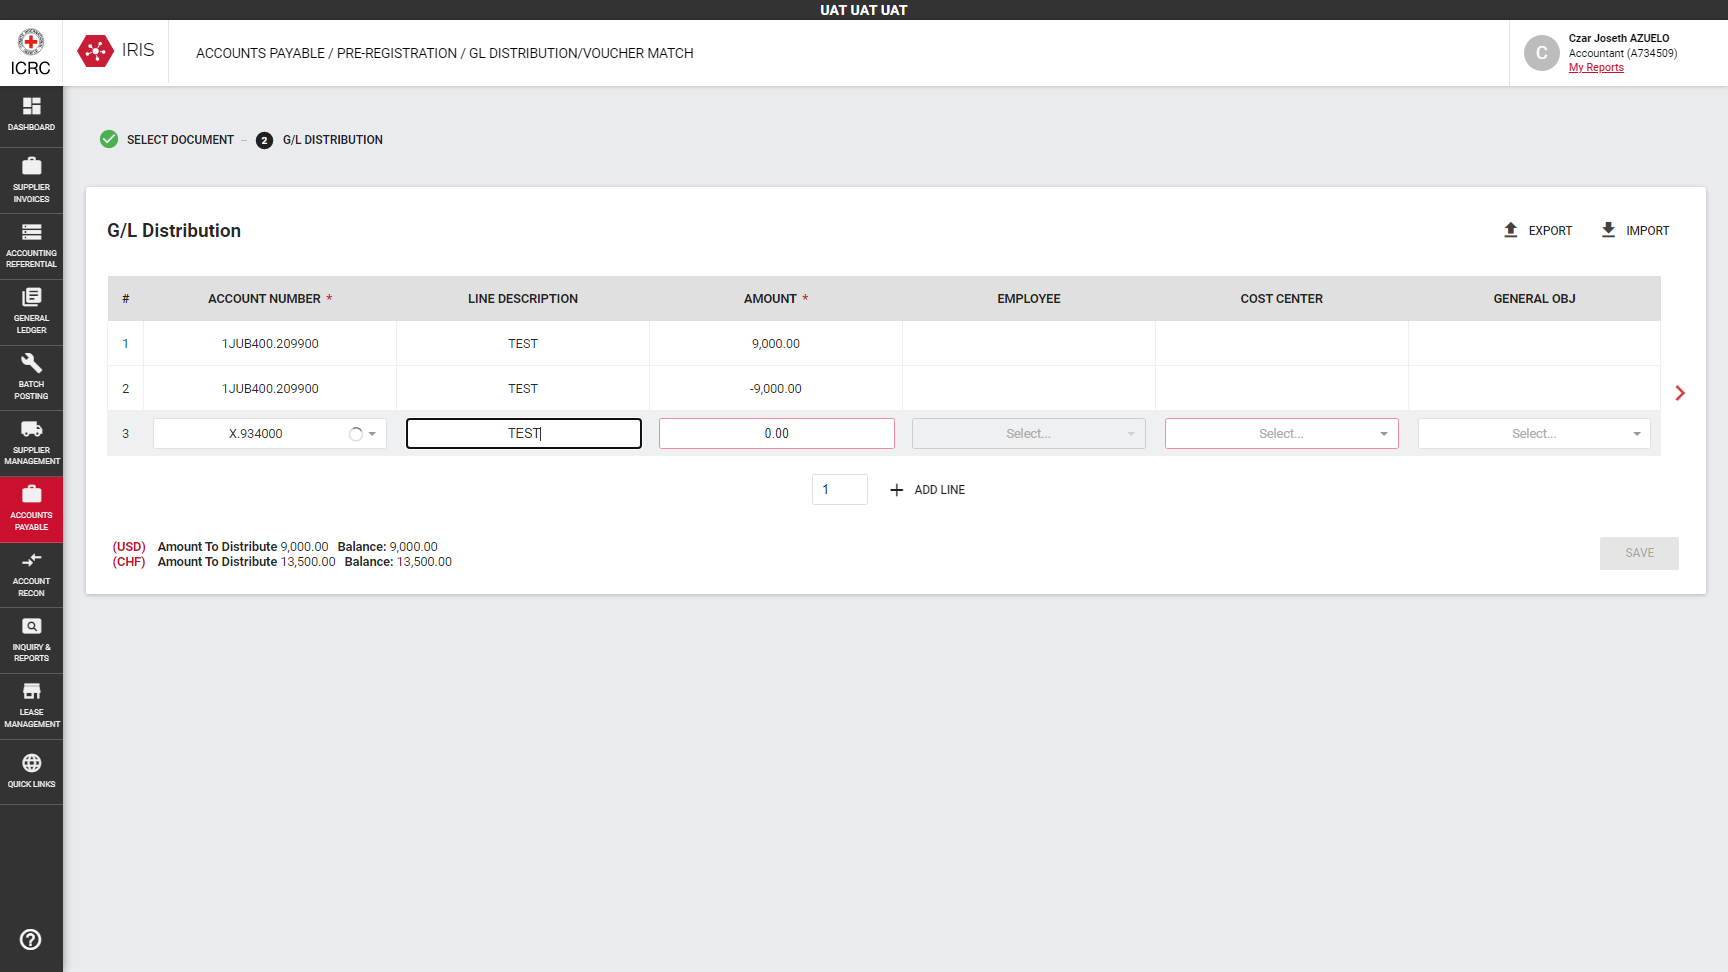 UAT UAT UAT
ICRC
IRIS
ACCOUNTS PAYABLE / PRE-REGISTRATION / GL DISTRIBUTION/VOUCHER MATCH
C
Czar Joseth AZUELO
Accountant (A734509)
My Reports
DASHBOARD
SUPPLIER
INVOICES
ACCOUNTING
REFERENTIAL
GENERAL
LEDGER
BATCH
POSTING
SUPPLIER
MANAGEMENT
ACCOUNTS
PAYABLE
ACCOUNT
RECON
INQUIRY &
REPORTS
LEASE
MANAGEMENT
QUICK LINKS
SELECT DOCUMENT
2 G/L DISTRIBUTION
G/L Distribution
EXPORT IMPORT
# ACCOUNT NUMBER * LINE DESCRIPTION AMOUNT * EMPLOYEE COST CENTER GENERAL OBJ
1 1JUB400.209900 TEST 9,000.00
2 1JUB400.209900 TEST -9,000.00
3 X.934000 TEST 0.00 Select... Select... Select...
1 ADD LINE
(USD) Amount To Distribute 9,000.00 Balance: 9,000.00
(CHF) Amount To Distribute 13,500.00 Balance: 13,500.00
SAVE